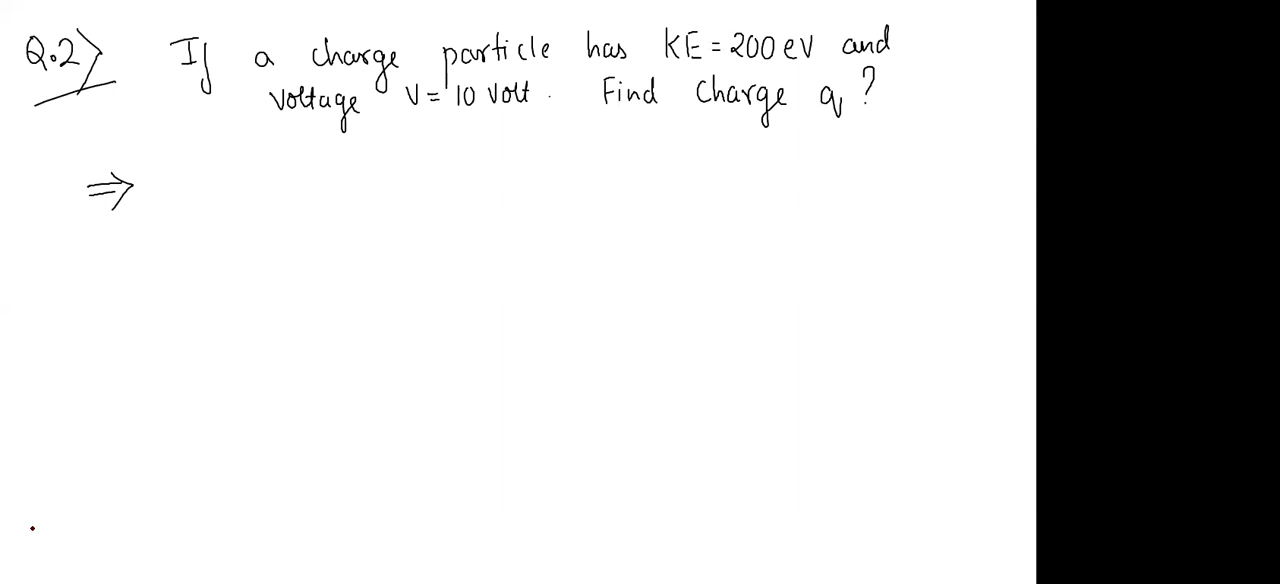 Q.2> If a charge particle has KE = 200 eV and
voltage V = 10 volt. Find charge q ?
⇒